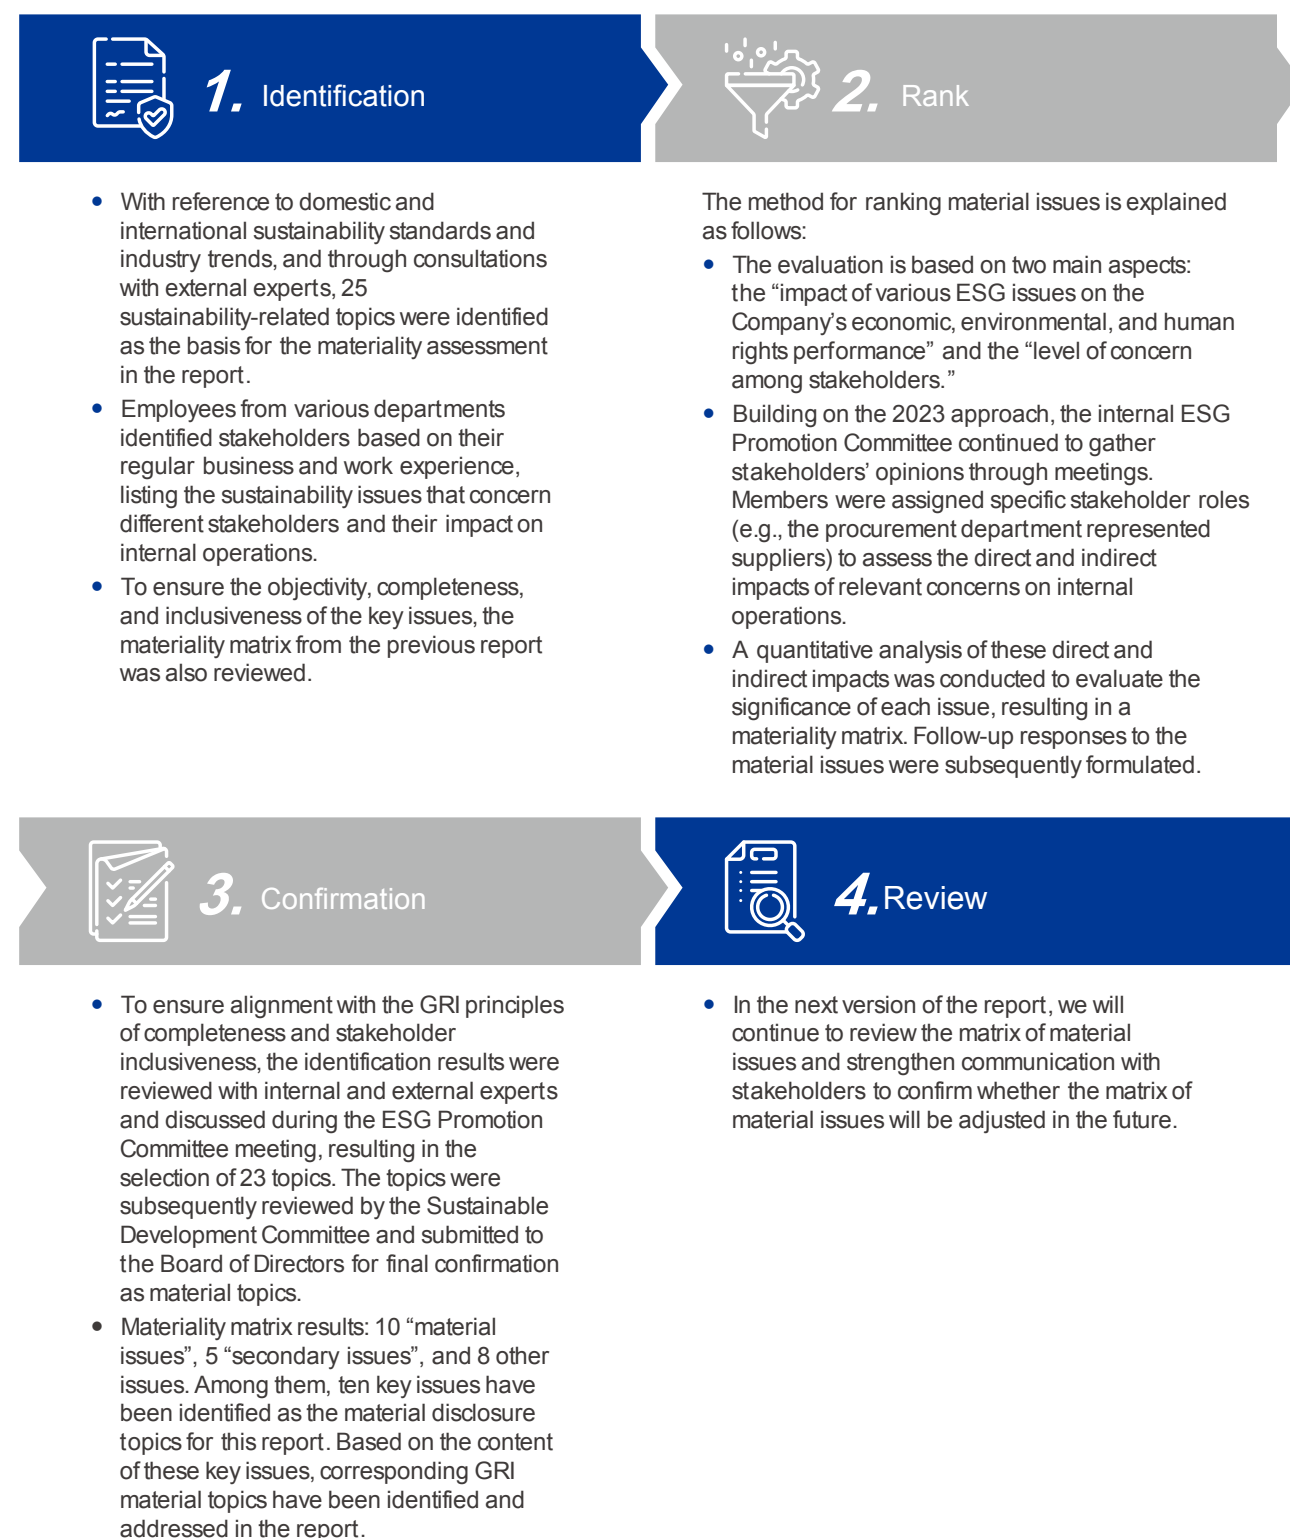 1. Identification
With reference to domestic and
international sustainability standards and
industry trends, and through consultations
with external experts, 25
sustainability-related topics were identified
as the basis for the materiality assessment
in the report.
Employees from various departments
identified stakeholders based on their
regular business and work experience,
listing the sustainability issues that concern
different stakeholders and their impact on
internal operations.
To ensure the objectivity, completeness,
and inclusiveness of the key issues, the
materiality matrix from the previous report
was also reviewed.
2. Rank
The method for ranking material issues is explained
as follows:
The evaluation is based on two main aspects:
the “impact of various ESG issues on the
Company’s economic, environmental, and human
rights performance” and the “level of concern
among stakeholders.”
Building on the 2023 approach, the internal ESG
Promotion Committee continued to gather
stakeholders’ opinions through meetings.
Members were assigned specific stakeholder roles
(e.g., the procurement department represented
suppliers) to assess the direct and indirect
impacts of relevant concerns on internal
operations.
A quantitative analysis of these direct and
indirect impacts was conducted to evaluate the
significance of each issue, resulting in a
materiality matrix. Follow-up responses to the
material issues were subsequently formulated.
3. Confirmation
To ensure alignment with the GRI principles
of completeness and stakeholder
inclusiveness, the identification results were
reviewed with internal and external experts
and discussed during the ESG Promotion
Committee meeting, resulting in the
selection of 23 topics. The topics were
subsequently reviewed by the Sustainable
Development Committee and submitted to
the Board of Directors for final confirmation
as material topics.
Materiality matrix results: 10 “material
issues”, 5 “secondary issues”, and 8 other
issues. Among them, ten key issues have
been identified as the material disclosure
topics for this report. Based on the content
of these key issues, corresponding GRI
material topics have been identified and
addressed in the report.
4. Review
In the next version of the report, we will
continue to review the matrix of material
issues and strengthen communication with
stakeholders to confirm whether the matrix of
material issues will be adjusted in the future.